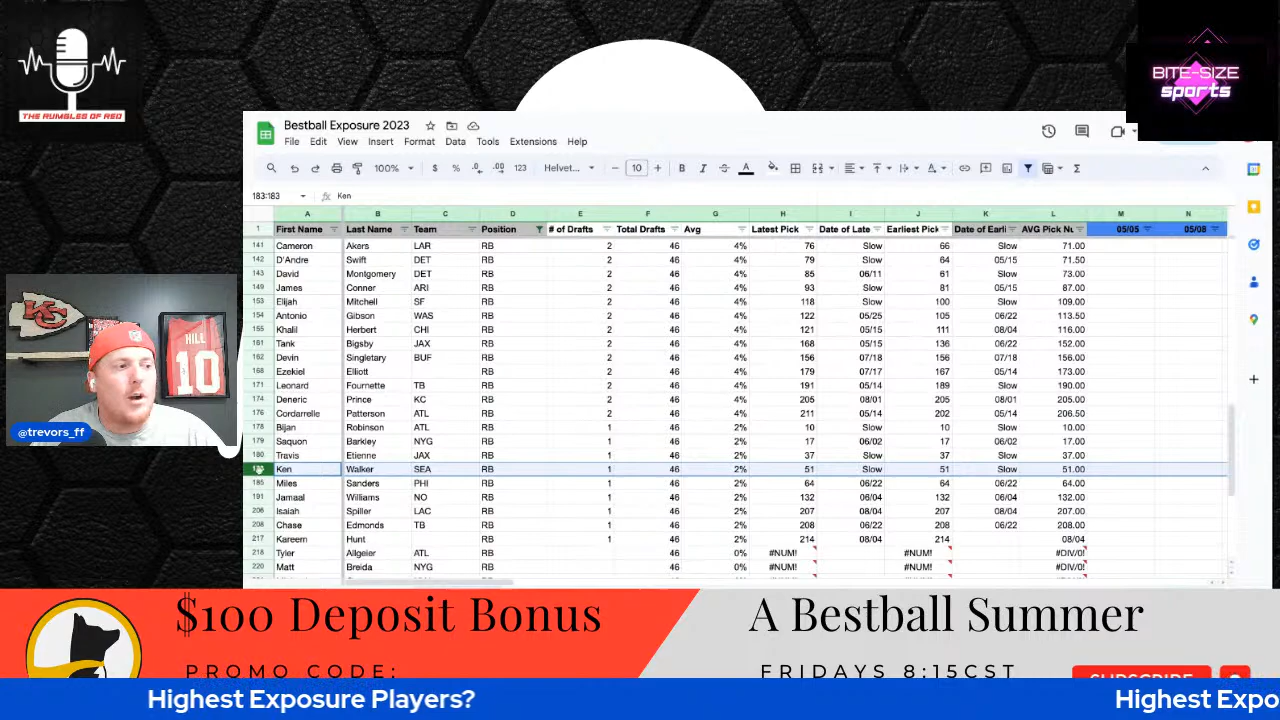 THE RUMBLES OF RED
BITE-SIZE
sports
Bestball Exposure 2023
File Edit View Insert Format Data Tools Extensions Help
100% $ % .0 .00 123 Helvet... 10 B I A
183:183 Ken
A B C D E F G H I J K L M N
1 First Name Last Name Team Position # of Drafts Total Drafts Avg Latest Pick Date of Late Earliest Pick Date of Earli AVG Pick Nu 05/05 05/08
141 Cameron Akers LAR RB 2 46 4% 76 Slow 66 Slow 71.00
142 D'Andre Swift DET RB 2 46 4% 79 Slow 64 05/15 71.50
143 David Montgomery DET RB 2 46 4% 85 06/11 61 Slow 73.00
149 James Conner ARI RB 2 46 4% 93 Slow 81 05/15 87.00
153 Elijah Mitchell SF RB 2 46 4% 118 Slow 100 Slow 109.00
154 Antonio Gibson WAS RB 2 46 4% 122 05/25 105 06/22 113.50
155 Khalil Herbert CHI RB 2 46 4% 121 05/15 111 08/04 116.00
161 Tank Bigsby JAX RB 2 46 4% 168 05/15 136 06/22 152.00
162 Devin Singletary BUF RB 2 46 4% 156 07/18 156 07/18 156.00
168 Ezekiel Elliott RB 2 46 4% 179 07/17 167 05/15 173.00
171 Leonard Fournette TB RB 2 46 4% 191 05/14 189 Slow 190.00
174 Deneric Prince KC RB 2 46 4% 205 08/01 205 08/01 205.00
176 Cordarrelle Patterson ATL RB 2 46 4% 211 05/14 202 05/14 206.50
178 Bijan Robinson ATL RB 1 46 2% 10 Slow 10 Slow 10.00
179 Saquon Barkley NYG RB 1 46 2% 17 06/02 17 06/02 17.00
180 Travis Etienne JAX RB 1 46 2% 37 Slow 37 Slow 37.00
Ken Walker SEA RB 1 46 2% 51 Slow 51 Slow 51.00
185 Miles Sanders PHI RB 1 46 2% 64 06/22 64 06/22 64.00
191 Jamaal Williams NO RB 1 46 2% 132 06/04 132 06/04 132.00
206 Isaiah Spiller LAC RB 1 46 2% 207 08/04 207 08/04 207.00
208 Chase Edmonds TB RB 1 46 2% 208 06/22 208 06/22 208.00
217 Kareem Hunt RB 1 46 2% 214 08/04 214 08/04
218 Tyler Allgeier ATL RB 46 0% #NUM! #NUM! #DIV/0!
220 Matt Breida NYG RB 46 0% #NUM! #NUM! #DIV/0!
KC
HILL
10
@trevors_ff
$100 Deposit Bonus
PROMO CODE:
A Bestball Summer
FRIDAYS 8:15CST
SUBSCRIBE
Highest Exposure Players?
Highest Expo